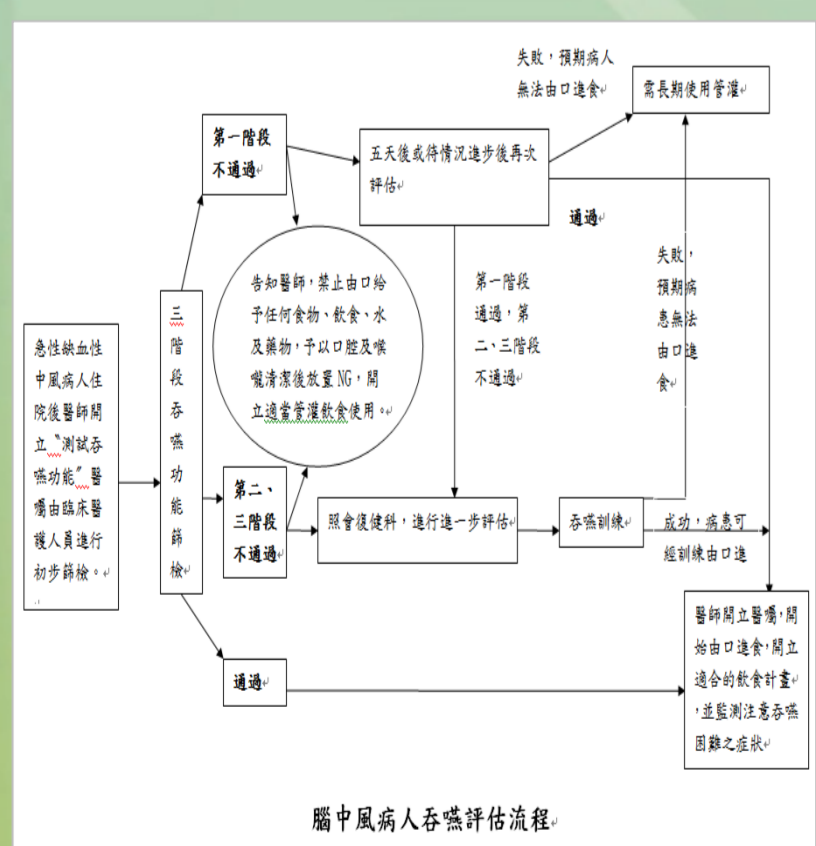 失敗，預期病人
無法由口進食
需長期使用管灌
第一階段
不通過
五天後或待情況進步後再次
評估
通過
告知醫師，禁止由口給
予任何食物、飲食、水
及藥物，予以口腔及喉
嚨清潔後放置NG，開
立適當管灌飲食使用。
第一階段
通過，第
二、三階段
不通過
失敗，
預期病
患無法
由口進
食
急性缺血性
中風病人住
院後醫師開
立〝測試吞
嚥功能〞醫
囑由臨床醫
護人員進行
初步篩檢。
三
階
段
吞
嚥
功
能
篩
檢
第二、
三階段
不通過
照會復健科，進行進一步評估
吞嚥訓練
成功，病患可
經訓練由口進
醫師開立醫囑，開
始由口進食，開立
適合的飲食計畫
，並監測注意吞嚥
困難之症狀
通過
腦中風病人吞嚥評估流程